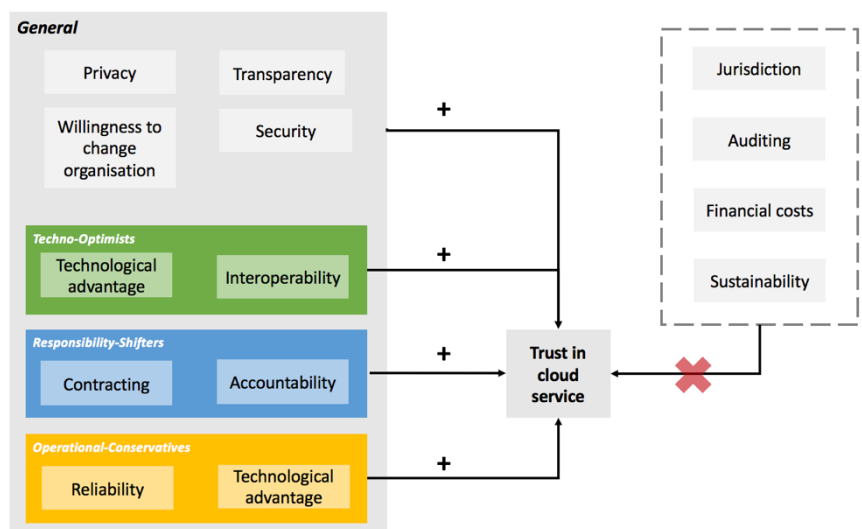 General
Privacy
Transparency
Willingness to
change
organisation
Security
+
Techno-Optimists
Technological
advantage
Interoperability
+
Responsibility-Shifters
Contracting
Accountability
+
Operational-Conservatives
Reliability
Technological
advantage
+
Trust in
cloud
service
Jurisdiction
Auditing
Financial costs
Sustainability